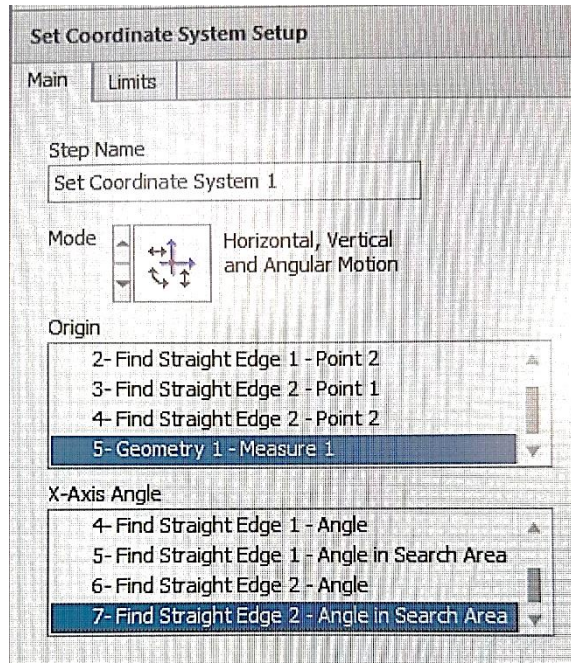 Set Coordinate System Setup
Main Limits
Step Name
Set Coordinate System 1
Mode
Horizontal, Vertical
and Angular Motion
Origin
2- Find Straight Edge 1 - Point 2
3- Find Straight Edge 2 - Point 1
4- Find Straight Edge 2 - Point 2
5- Geometry 1 - Measure 1
X-Axis Angle
4- Find Straight Edge 1 - Angle
5- Find Straight Edge 1 - Angle in Search Area
6- Find Straight Edge 2 - Angle
7- Find Straight Edge 2 - Angle in Search Area